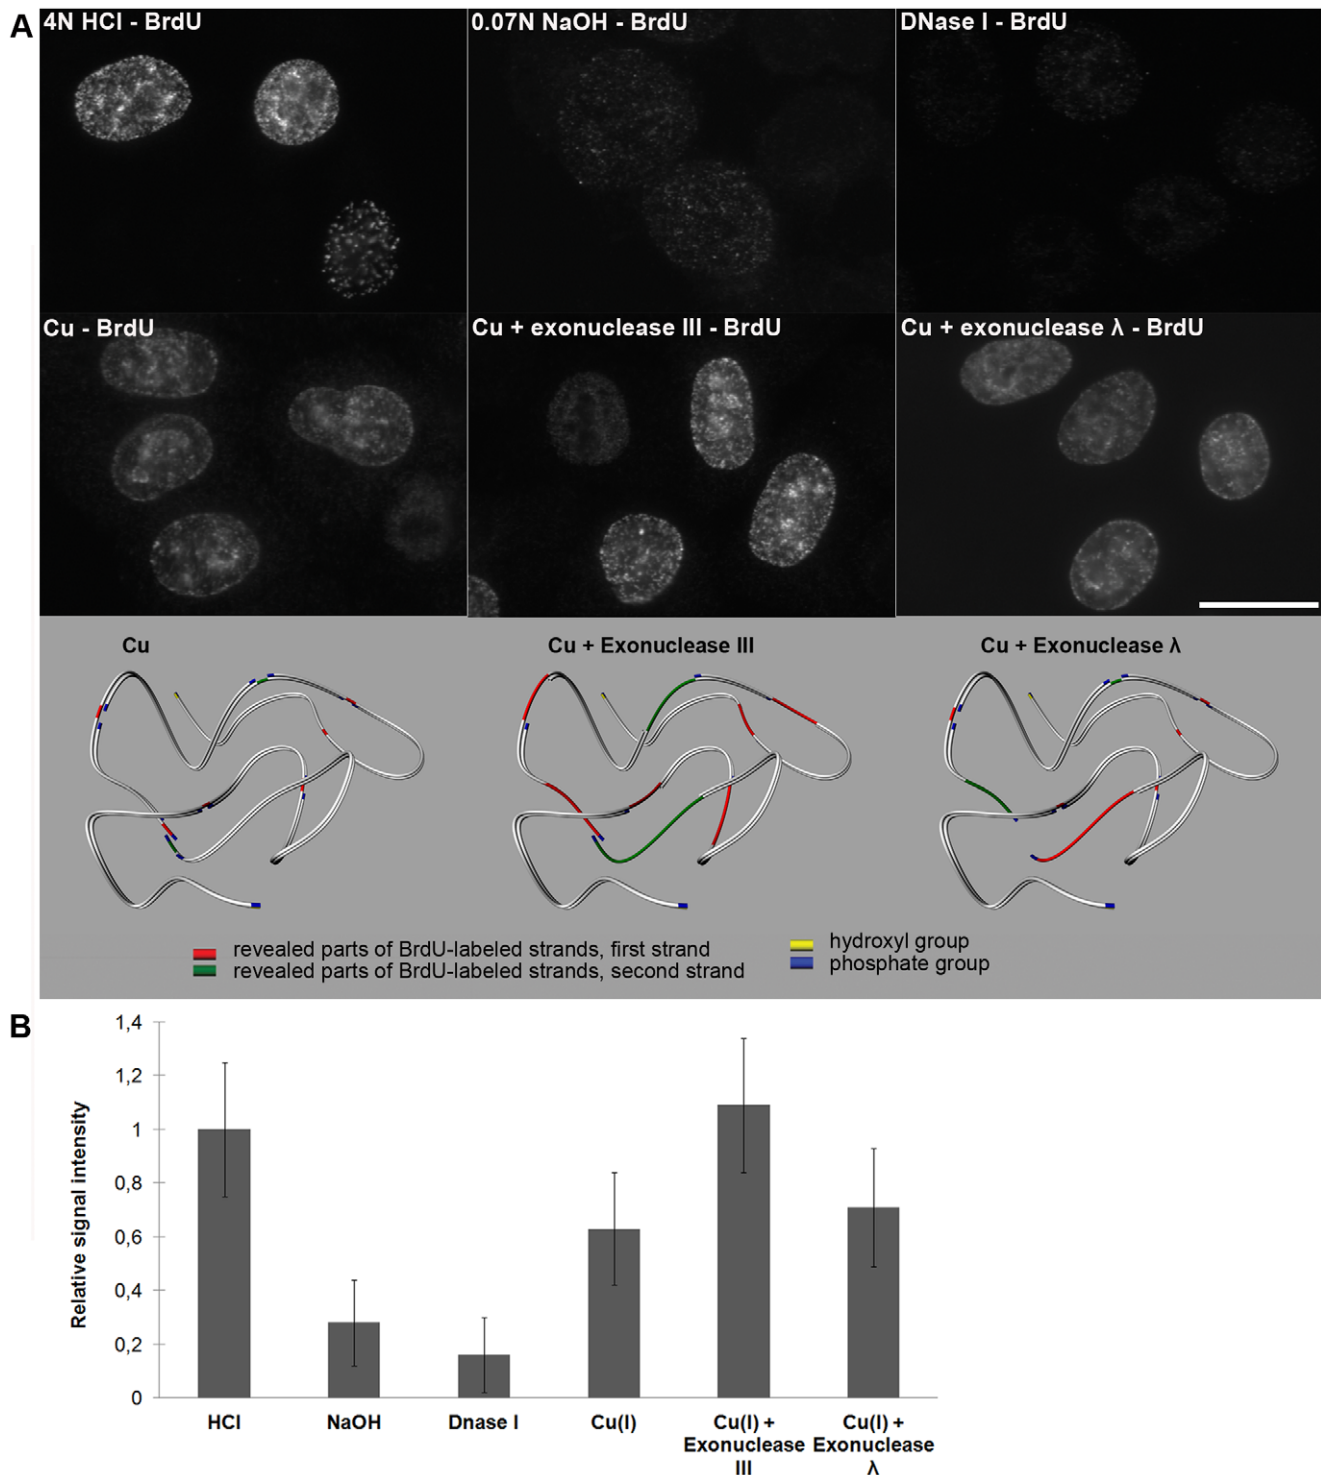 A
4N HCl - BrdU
0.07N NaOH - BrdU
DNase I - BrdU
Cu - BrdU
Cu + exonuclease III - BrdU
Cu + exonuclease λ - BrdU
Cu
Cu + Exonuclease III
Cu + Exonuclease λ
revealed parts of BrdU-labeled strands, first strand
revealed parts of BrdU-labeled strands, second strand
hydroxyl group
phosphate group
B
Relative signal intensity
1,4
1,2
1
0,8
0,6
0,4
0,2
0
HCl
NaOH
Dnase I
Cu(I)
Cu(I) +
Exonuclease
III
Cu(I) +
Exonuclease
λ